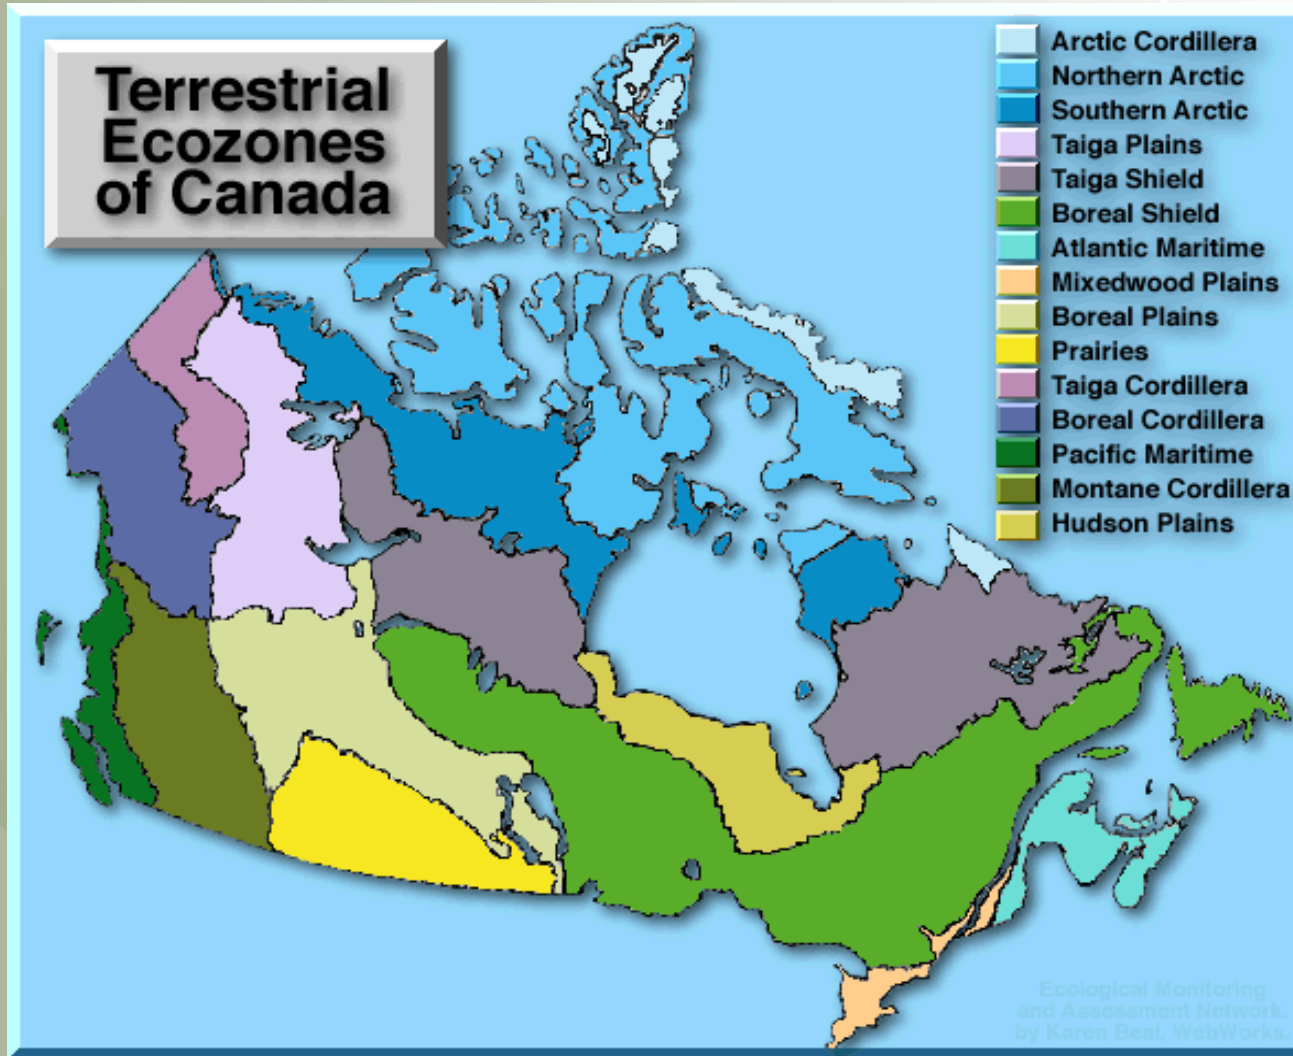 Terrestrial
Ecozones
of Canada
Arctic Cordillera
Northern Arctic
Southern Arctic
Taiga Plains
Taiga Shield
Boreal Shield
Atlantic Maritime
Mixedwood Plains
Boreal Plains
Prairies
Taiga Cordillera
Boreal Cordillera
Pacific Maritime
Montane Cordillera
Hudson Plains
Ecological Monitoring
and Assessment Network.
by Karen Beal, WebWorks.